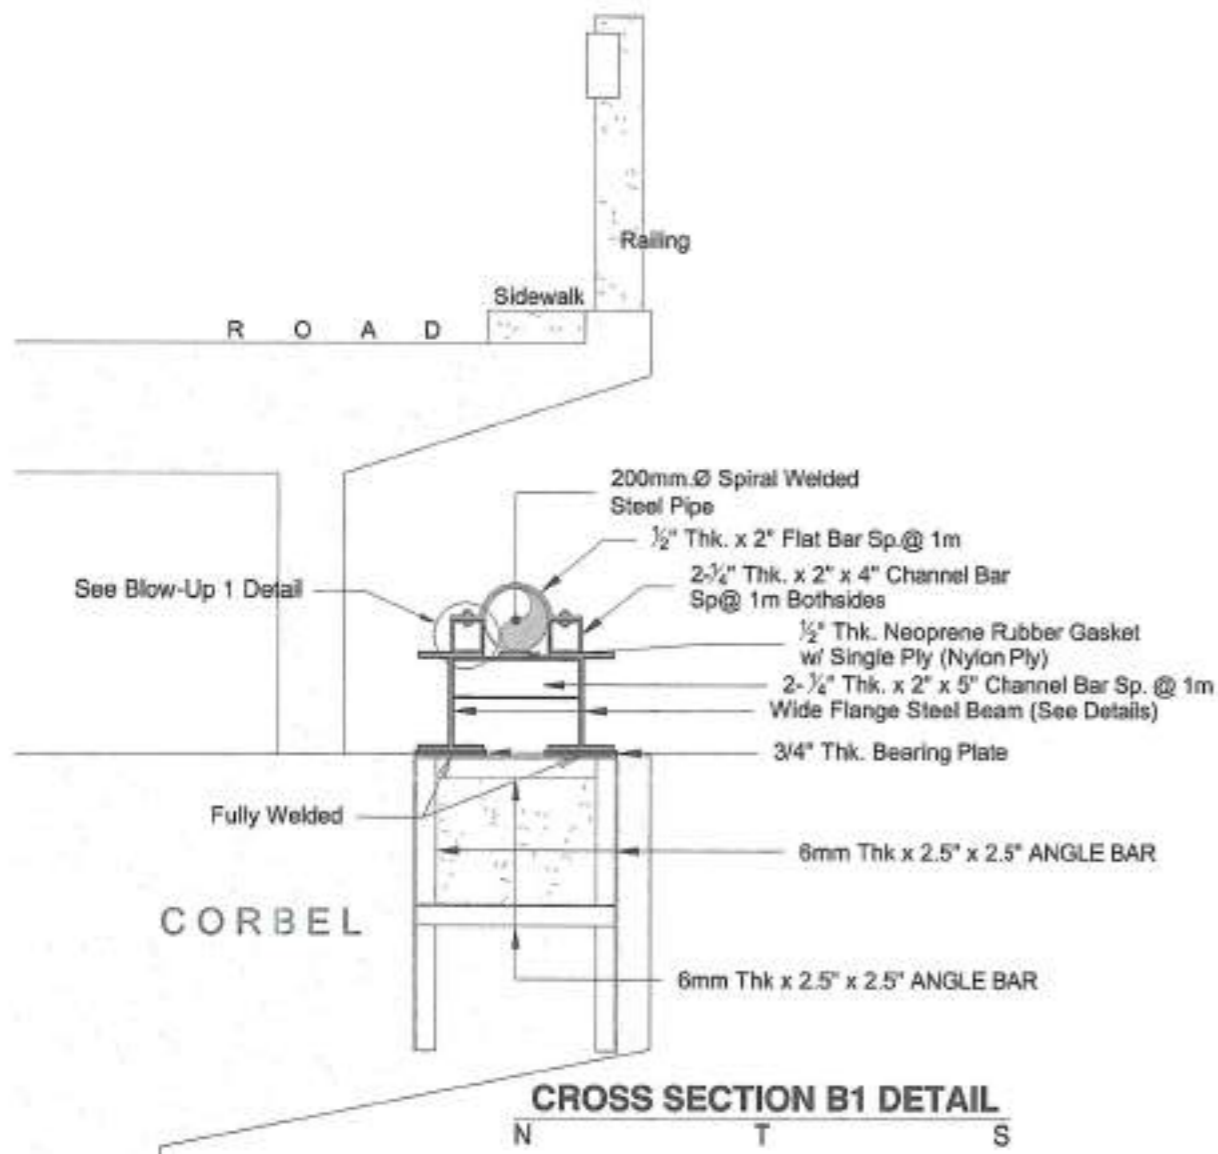 Railing
Sidewalk
R O A D
200mm.Ø Spiral Welded
Steel Pipe
½" Thk. x 2" Flat Bar Sp.@ 1m
See Blow-Up 1 Detail
2-¼" Thk. x 2" x 4" Channel Bar
Sp@ 1m Bothsides
½" Thk. Neoprene Rubber Gasket
w/ Single Ply (Nylon Ply)
2-¼" Thk. x 2" x 5" Channel Bar Sp. @ 1m
Wide Flange Steel Beam (See Details)
3/4" Thk. Bearing Plate
Fully Welded
6mm Thk x 2.5" x 2.5" ANGLE BAR
CORBEL
6mm Thk x 2.5" x 2.5" ANGLE BAR
CROSS SECTION B1 DETAIL
N T S